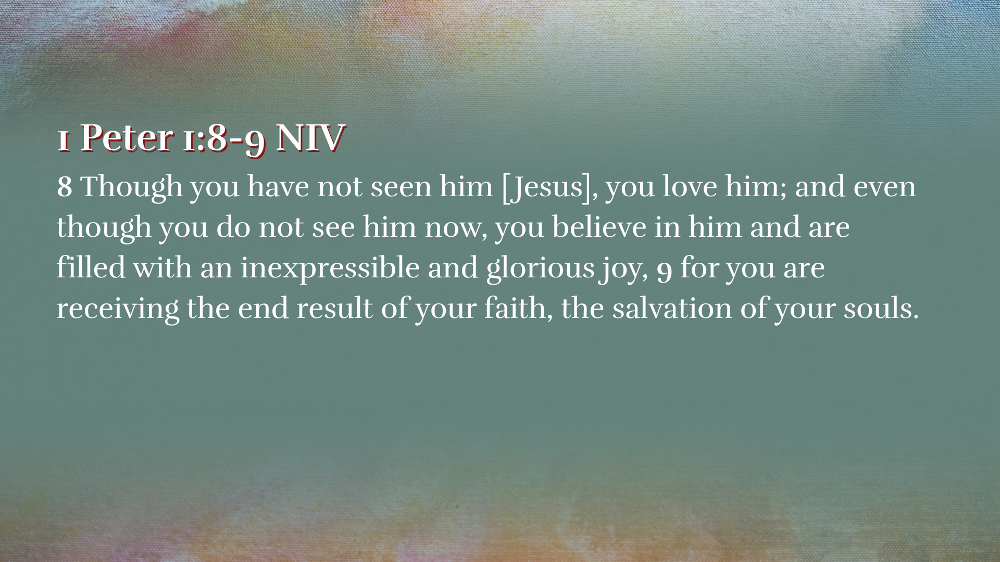 1 Peter 1:8-9 NIV
8 Though you have not seen him [Jesus], you love him; and even
though you do not see him now, you believe in him and are
filled with an inexpressible and glorious joy, 9 for you are
receiving the end result of your faith, the salvation of your souls.